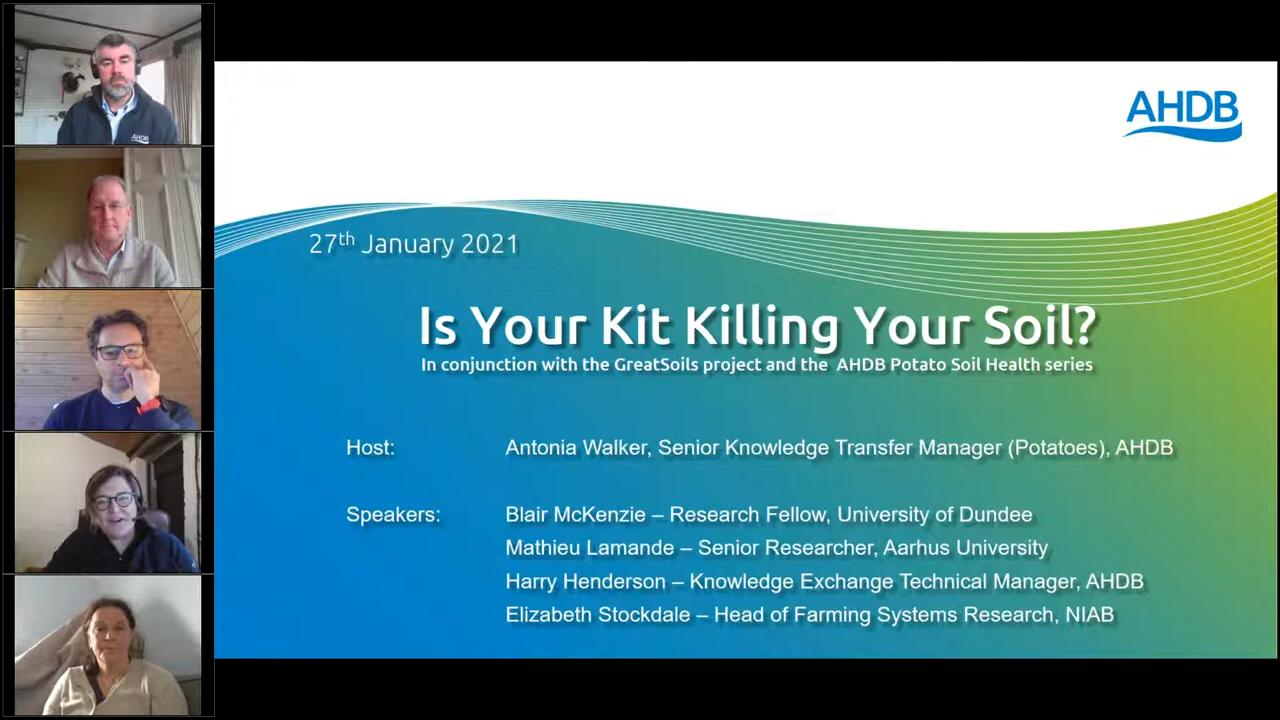 AHDB
AHDB
27th January 2021
Is Your Kit Killing Your Soil?
In conjunction with the GreatSoils project and the AHDB Potato Soil Health series
Host: Antonia Walker, Senior Knowledge Transfer Manager (Potatoes), AHDB
Speakers: Blair McKenzie – Research Fellow, University of Dundee
Mathieu Lamande – Senior Researcher, Aarhus University
Harry Henderson – Knowledge Exchange Technical Manager, AHDB
Elizabeth Stockdale – Head of Farming Systems Research, NIAB